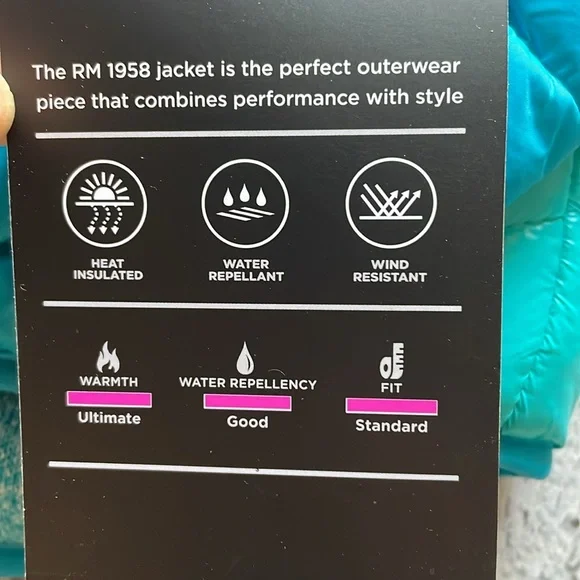 The RM 1958 jacket is the perfect outerwear
piece that combines performance with style
HEAT
INSULATED
WATER
REPELLANT
WIND
RESISTANT
WARMTH
Ultimate
WATER REPELLENCY
Good
FIT
Standard